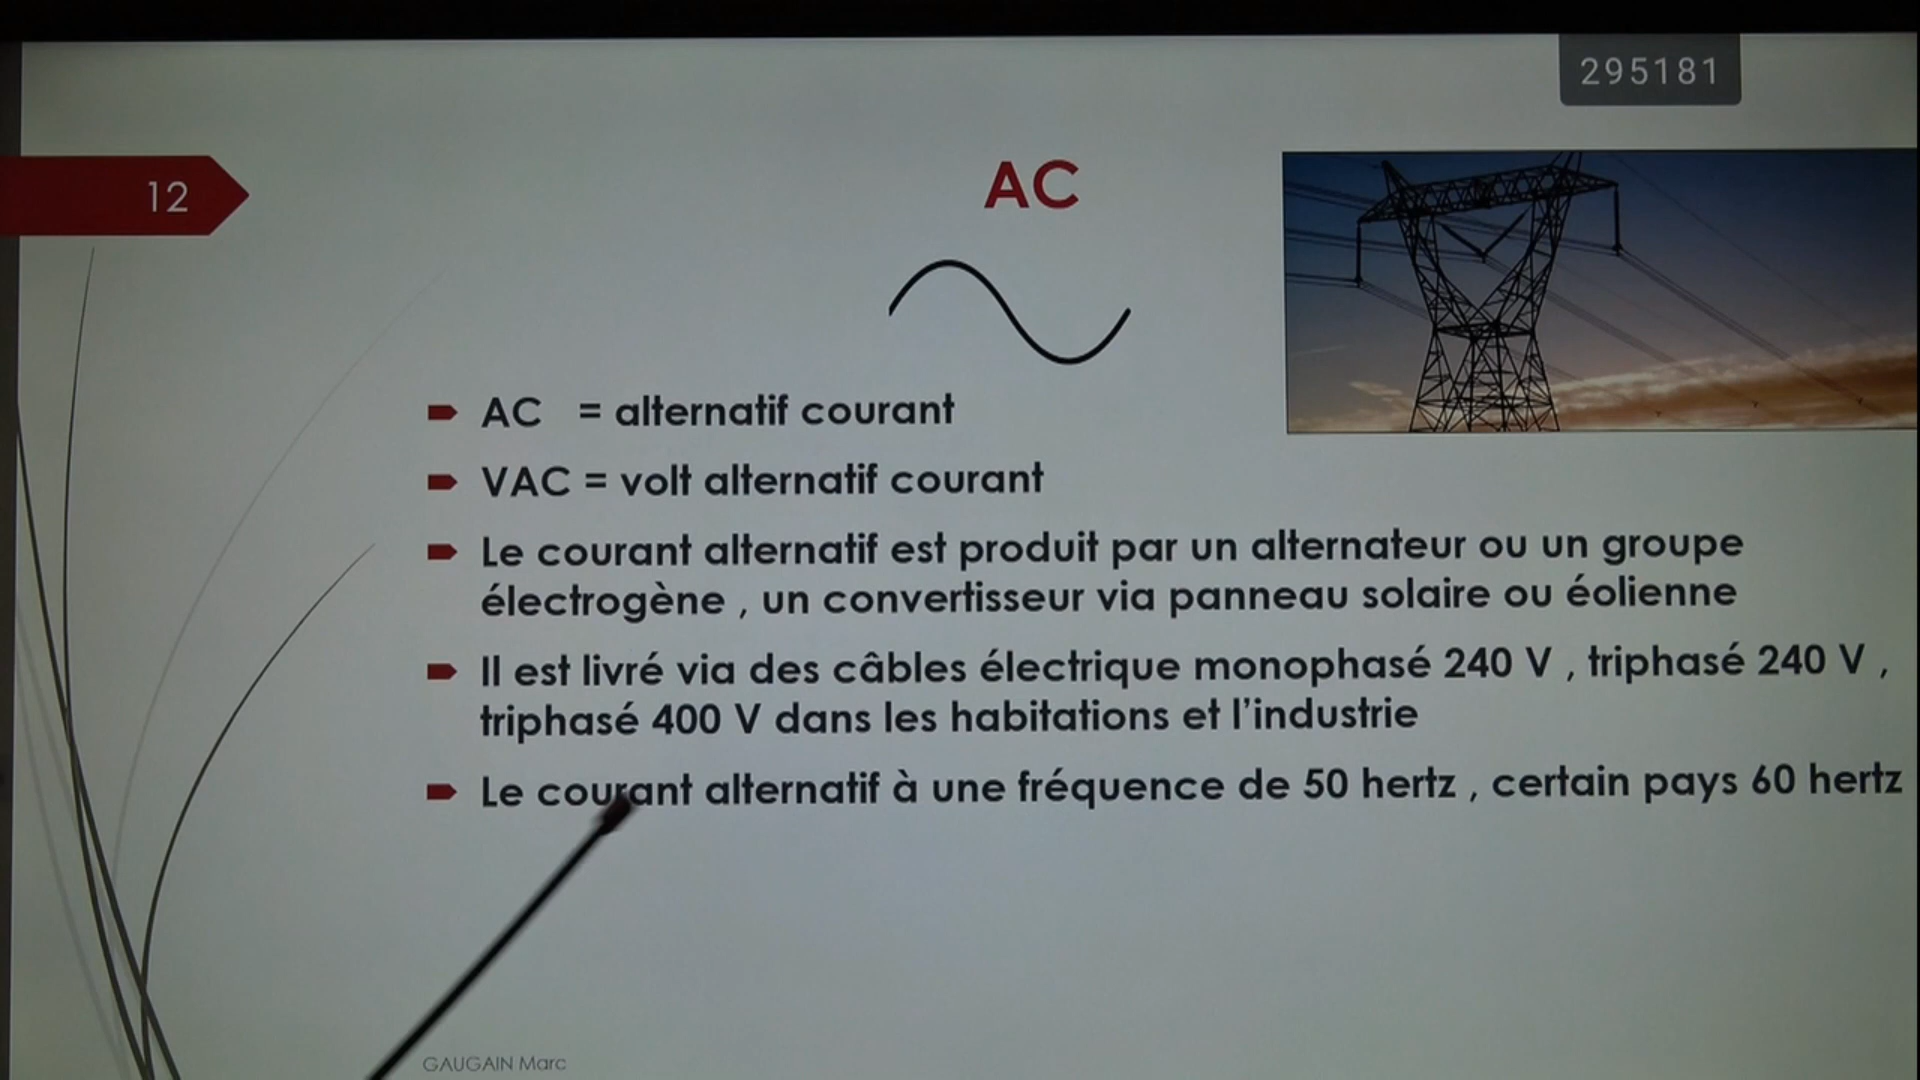 295181
12
AC
AC = alternatif courant
VAC = volt alternatif courant
Le courant alternatif est produit par un alternateur ou un groupe
électrogène , un convertisseur via panneau solaire ou éolienne
Il est livré via des câbles électrique monophasé 240 V , triphasé 240 V ,
triphasé 400 V dans les habitations et l'industrie
Le courant alternatif à une fréquence de 50 hertz , certain pays 60 hertz
GAUGAIN Marc